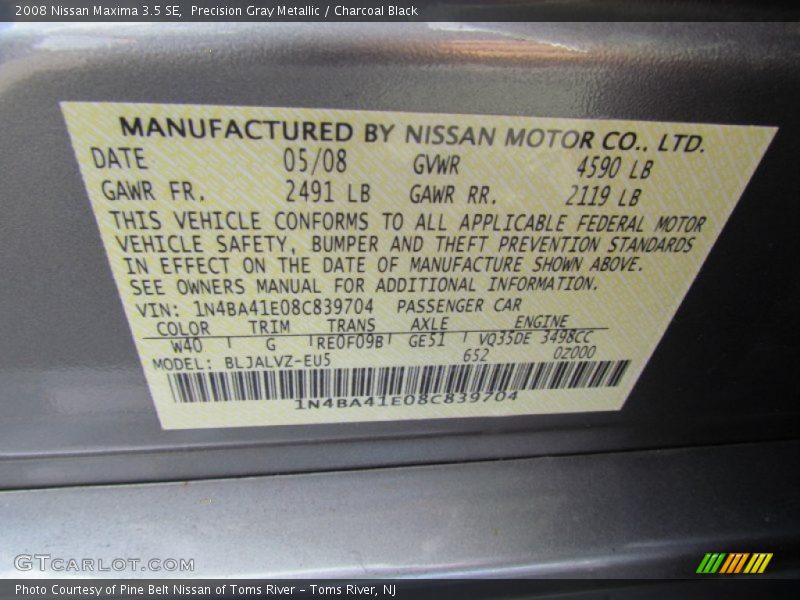 2008 Nissan Maxima 3.5 SE, Precision Gray Metallic / Charcoal Black
MANUFACTURED BY NISSAN MOTOR CO., LTD.
DATE 05/08 GVWR 4590 LB
GAWR FR. 2491 LB GAWR RR. 2119 LB
THIS VEHICLE CONFORMS TO ALL APPLICABLE FEDERAL MOTOR
VEHICLE SAFETY, BUMPER AND THEFT PREVENTION STANDARDS
IN EFFECT ON THE DATE OF MANUFACTURE SHOWN ABOVE.
SEE OWNERS MANUAL FOR ADDITIONAL INFORMATION.
VIN: 1N4BA41E08C839704 PASSENGER CAR
COLOR TRIM TRANS AXLE ENGINE
W40 G RE0F09B GE51 VQ35DE 3498CC
MODEL: BLJALVZ-EU5 652 0Z000
1N4BA41E08C839704
GTCARLOT.COM
Photo Courtesy of Pine Belt Nissan of Toms River – Toms River, NJ